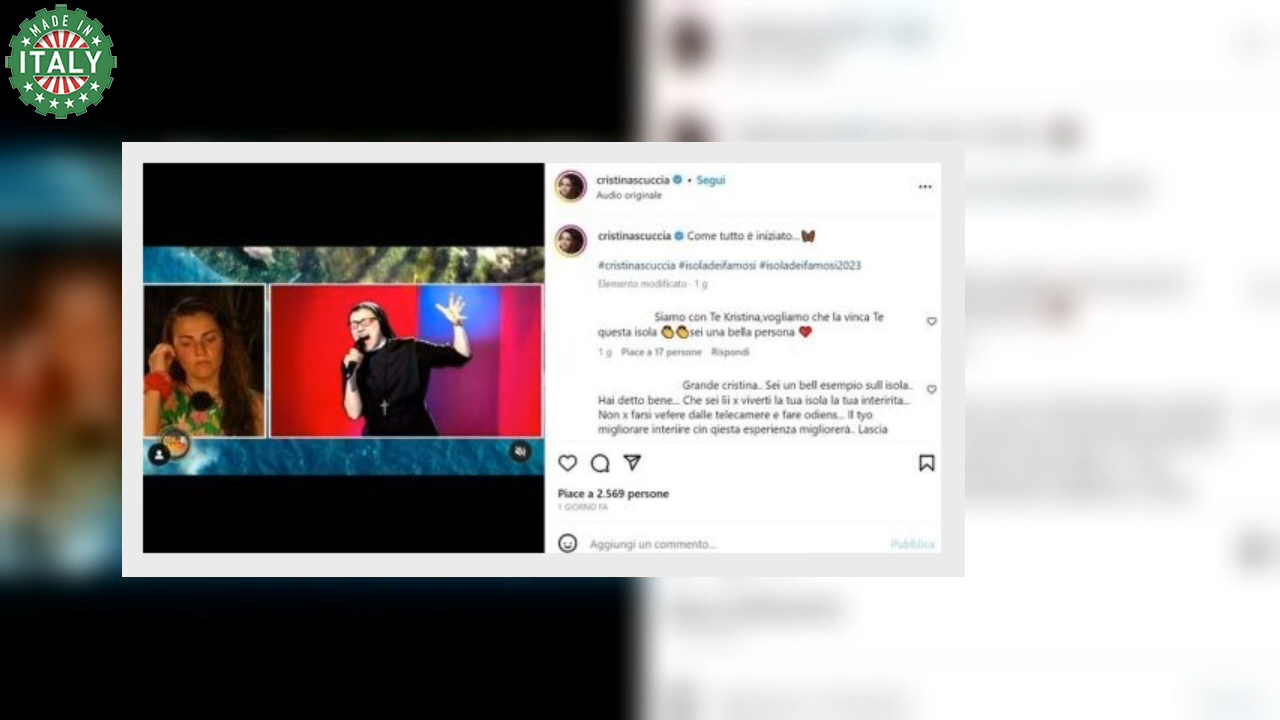 MADE IN
ITALY
cristinascuccia • Segui
Audio originale
cristinascuccia Come tutto è iniziato...
#cristinascuccia #isoladeifamosi #isoladeifamosi2023
Elemento modificato · 1 g
Siamo con Te Kristina,vogliamo che la vinca Te
questa isola 👏👏sei una bella persona ❤️
1 g Piace a 17 persone Rispondi
Grande cristina.. Sei un bell esempio sull isola..
Hai detto bene... Che sei lii x viverti la tua isola la tua interirita...
Non x farsi vefere dalle telecamere e fare odiens... Il tyo
migliorare interiire cin qiesta esperienza migliorerà.. Lascia
Piace a 2.569 persone
1 GIORNO FA
Aggiungi un commento...
Pubblica